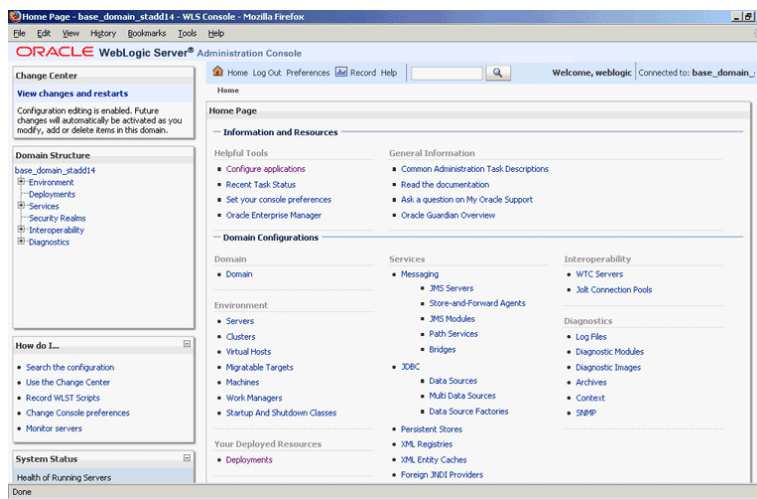 Home Page - base_domain_stadd14 - WLS Console - Mozilla Firefox
File Edit View History Bookmarks Tools Help
ORACLE WebLogic Server® Administration Console
Change Center
View changes and restarts
Configuration editing is enabled. Future
changes will automatically be activated as you
modify, add or delete items in this domain.
Domain Structure
base_domain_stadd14
Environment
Deployments
Services
Security Realms
Interoperability
Diagnostics
How do I...
Search the configuration
Use the Change Center
Record WLST Scripts
Change Console preferences
Monitor servers
System Status
Health of Running Servers
Home Log Out Preferences Record Help
Welcome, weblogic Connected to: base_domain_
Home
Home Page
Information and Resources
Helpful Tools
Configure applications
Recent Task Status
Set your console preferences
Oracle Enterprise Manager
General Information
Common Administration Task Descriptions
Read the documentation
Ask a question on My Oracle Support
Oracle Guardian Overview
Domain Configurations
Domain
Domain
Environment
Servers
Clusters
Virtual Hosts
Migratable Targets
Machines
Work Managers
Startup And Shutdown Classes
Your Deployed Resources
Deployments
Services
Messaging
JMS Servers
Store-and-Forward Agents
JMS Modules
Path Services
Bridges
JDBC
Data Sources
Multi Data Sources
Data Source Factories
Persistent Stores
XML Registries
XML Entity Caches
Foreign JNDI Providers
Interoperability
WTC Servers
Jolt Connection Pools
Diagnostics
Log Files
Diagnostic Modules
Diagnostic Images
Archives
Context
SNMP
Done